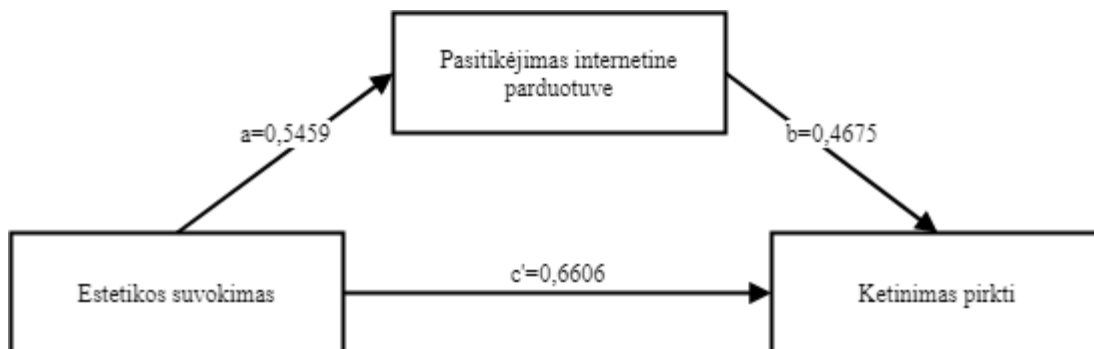 Pasitikėjimas internetine
parduotuve
a=0,5459
b=0,4675
Estetikos suvokimas
c'=0,6606
Ketinimas pirkti